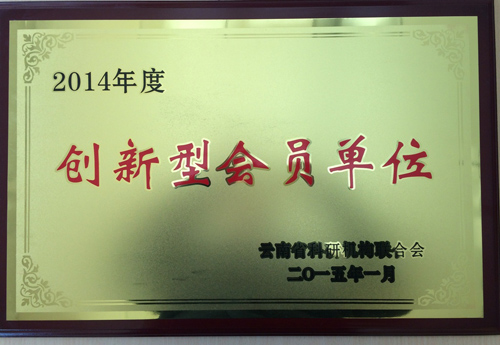 2014年度
创新型会员单位
云南省科研机构联合会
二〇一五年一月